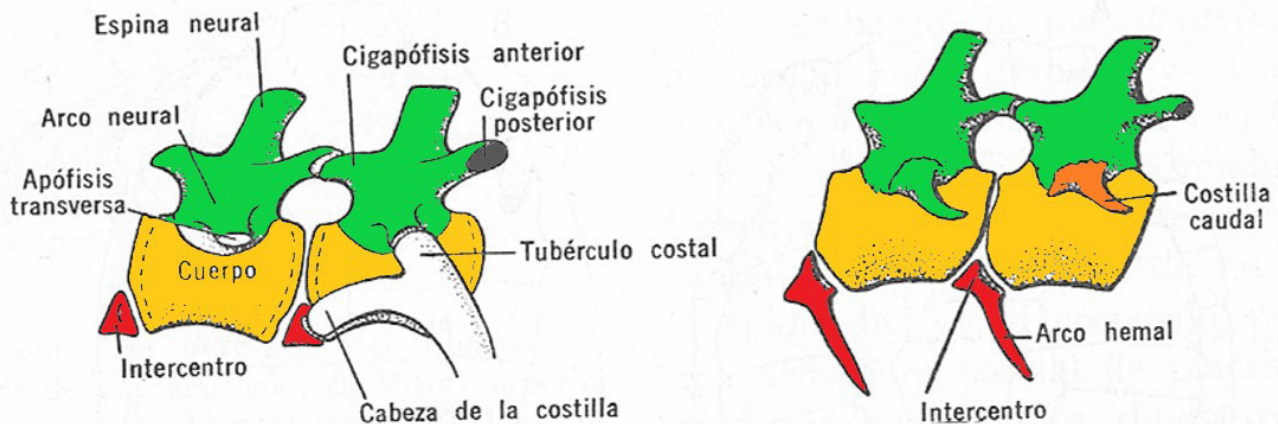 Espina neural
Cigapófisis anterior
Cigapófisis
posterior
Arco neural
Apófisis
transversa
Cuerpo
Tubérculo costal
Intercentro
Cabeza de la costilla
Costilla
caudal
Arco hemal
Intercentro